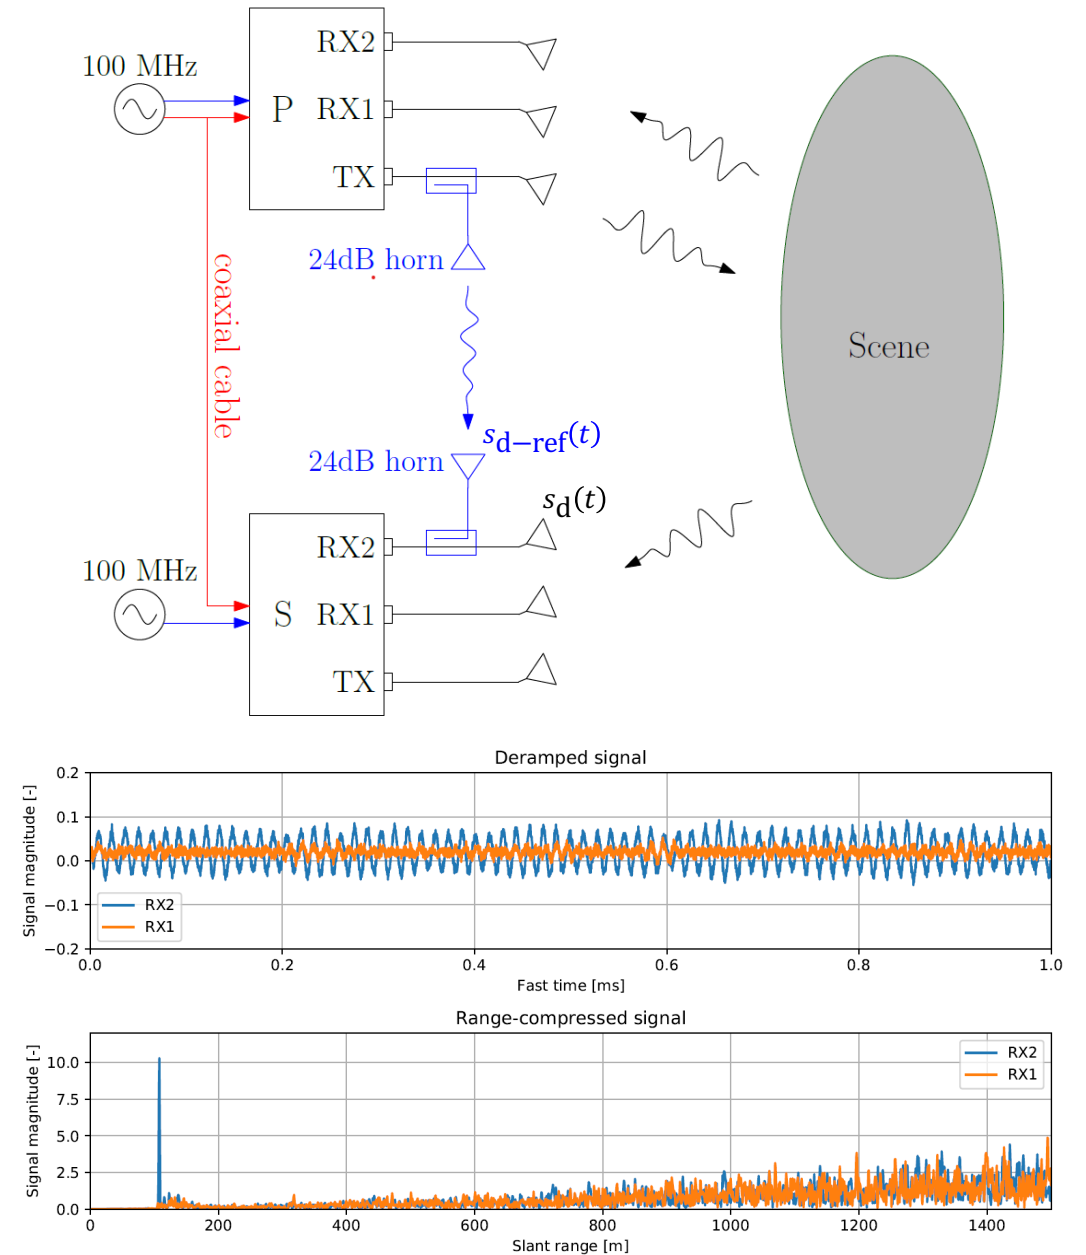 100 MHz
RX2
P
RX1
TX
24dB horn
coaxial cable
s_d−ref(t)
24dB horn
s_d(t)
Scene
100 MHz
RX2
S
RX1
TX
Deramped signal
Signal magnitude [-]
0.2
0.1
0.0
−0.1
−0.2
RX2
RX1
0.0 0.2 0.4 0.6 0.8 1.0
Fast time [ms]
Range-compressed signal
Signal magnitude [-]
10.0
7.5
5.0
2.5
0.0
RX2
RX1
0 200 400 600 800 1000 1200 1400
Slant range [m]